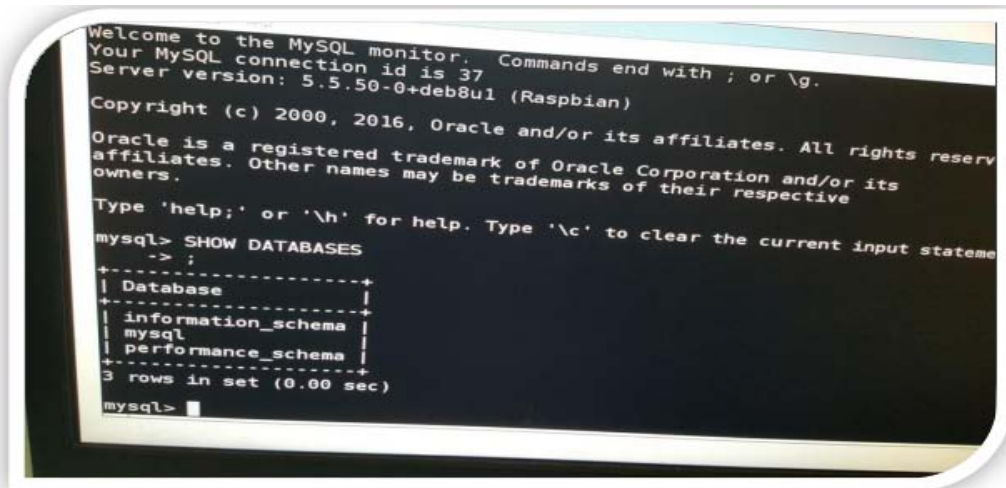 Welcome to the MySQL monitor.  Commands end with ; or \g.
Your MySQL connection id is 37
Server version: 5.5.50-0+deb8u1 (Raspbian)
Copyright (c) 2000, 2016, Oracle and/or its affiliates. All rights reserv
Oracle is a registered trademark of Oracle Corporation and/or its
affiliates. Other names may be trademarks of their respective
owners.
Type 'help;' or '\h' for help. Type '\c' to clear the current input stateme
mysql> SHOW DATABASES
    -> ;
+--------------------+
| Database           |
+--------------------+
| information_schema |
| mysql              |
| performance_schema |
+--------------------+
3 rows in set (0.00 sec)
mysql>